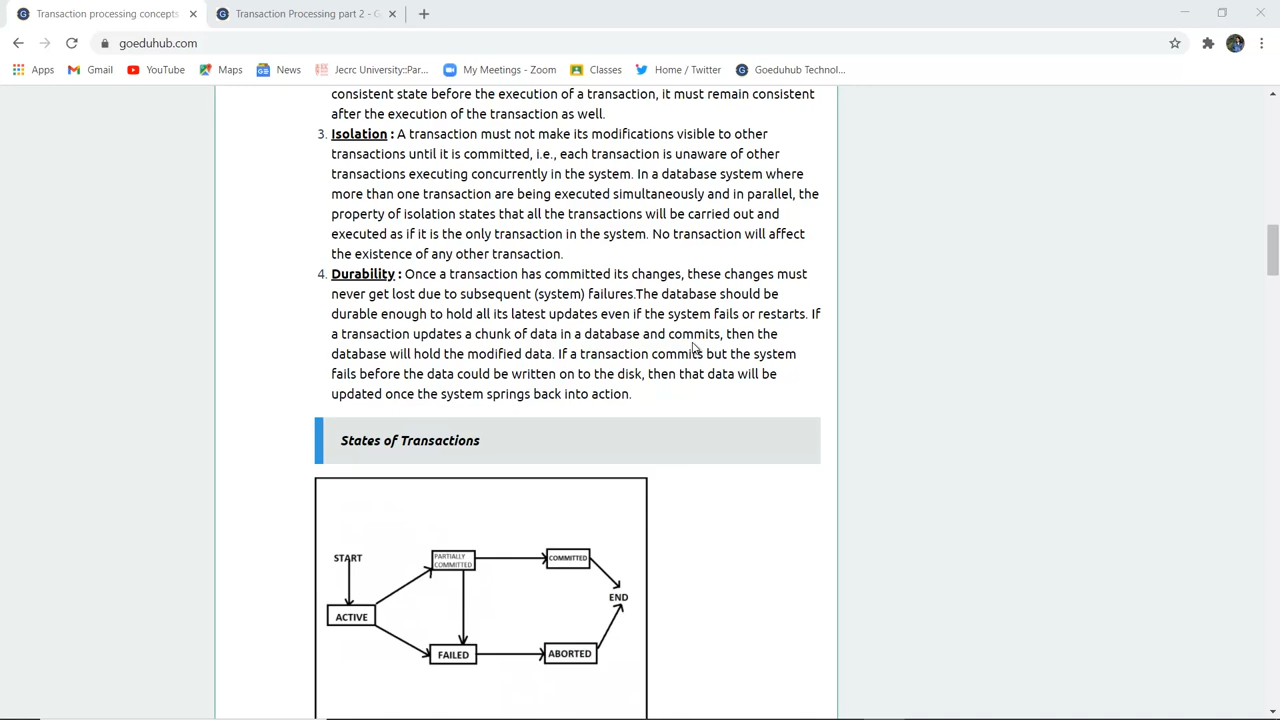 Transaction processing concepts
Transaction Processing part 2 - G
goeduhub.com
Apps
Gmail
YouTube
Maps
News
Jecrc University::Par...
My Meetings - Zoom
Classes
Home / Twitter
Goeduhub Technol...
consistent state before the execution of a transaction, it must remain consistent
after the execution of the transaction as well.
3. Isolation : A transaction must not make its modifications visible to other
transactions until it is committed, i.e., each transaction is unaware of other
transactions executing concurrently in the system. In a database system where
more than one transaction are being executed simultaneously and in parallel, the
property of isolation states that all the transactions will be carried out and
executed as if it is the only transaction in the system. No transaction will affect
the existence of any other transaction.
4. Durability : Once a transaction has committed its changes, these changes must
never get lost due to subsequent (system) failures.The database should be
durable enough to hold all its latest updates even if the system fails or restarts. If
a transaction updates a chunk of data in a database and commits, then the
database will hold the modified data. If a transaction commits but the system
fails before the data could be written on to the disk, then that data will be
updated once the system springs back into action.
States of Transactions
START
PARTIALLY
COMMITTED
COMMITTED
END
ACTIVE
FAILED
ABORTED